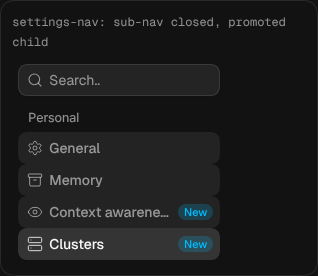 settings-nav: sub-nav closed, promoted
child
Search..
Personal
General
Memory
Context awarene… New
Clusters New